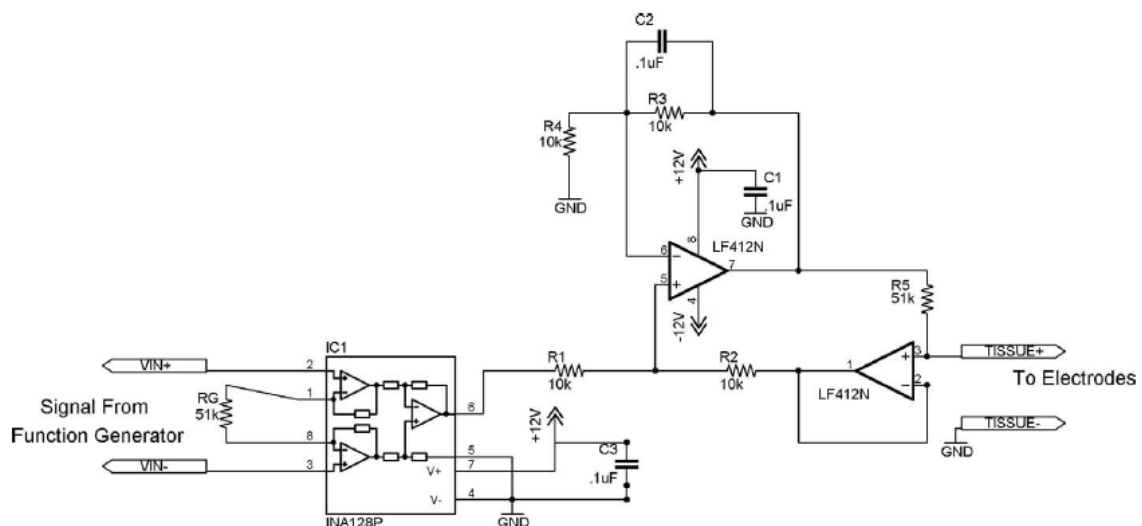 C2
.1uF
R3
10k
R4
10k
GND
+12V
C1
.1uF
GND
8
LF412N
6
7
5
4
-12V
R5
51k
IC1
VIN+
2
1
RG
51k
8
VIN-
3
Signal From
Function Generator
6
5
7
4
V+
V-
INA128P
R1
10k
R2
10k
+12V
C3
.1uF
GND
1
3
2
LF412N
TISSUE+
To Electrodes
TISSUE-
GND